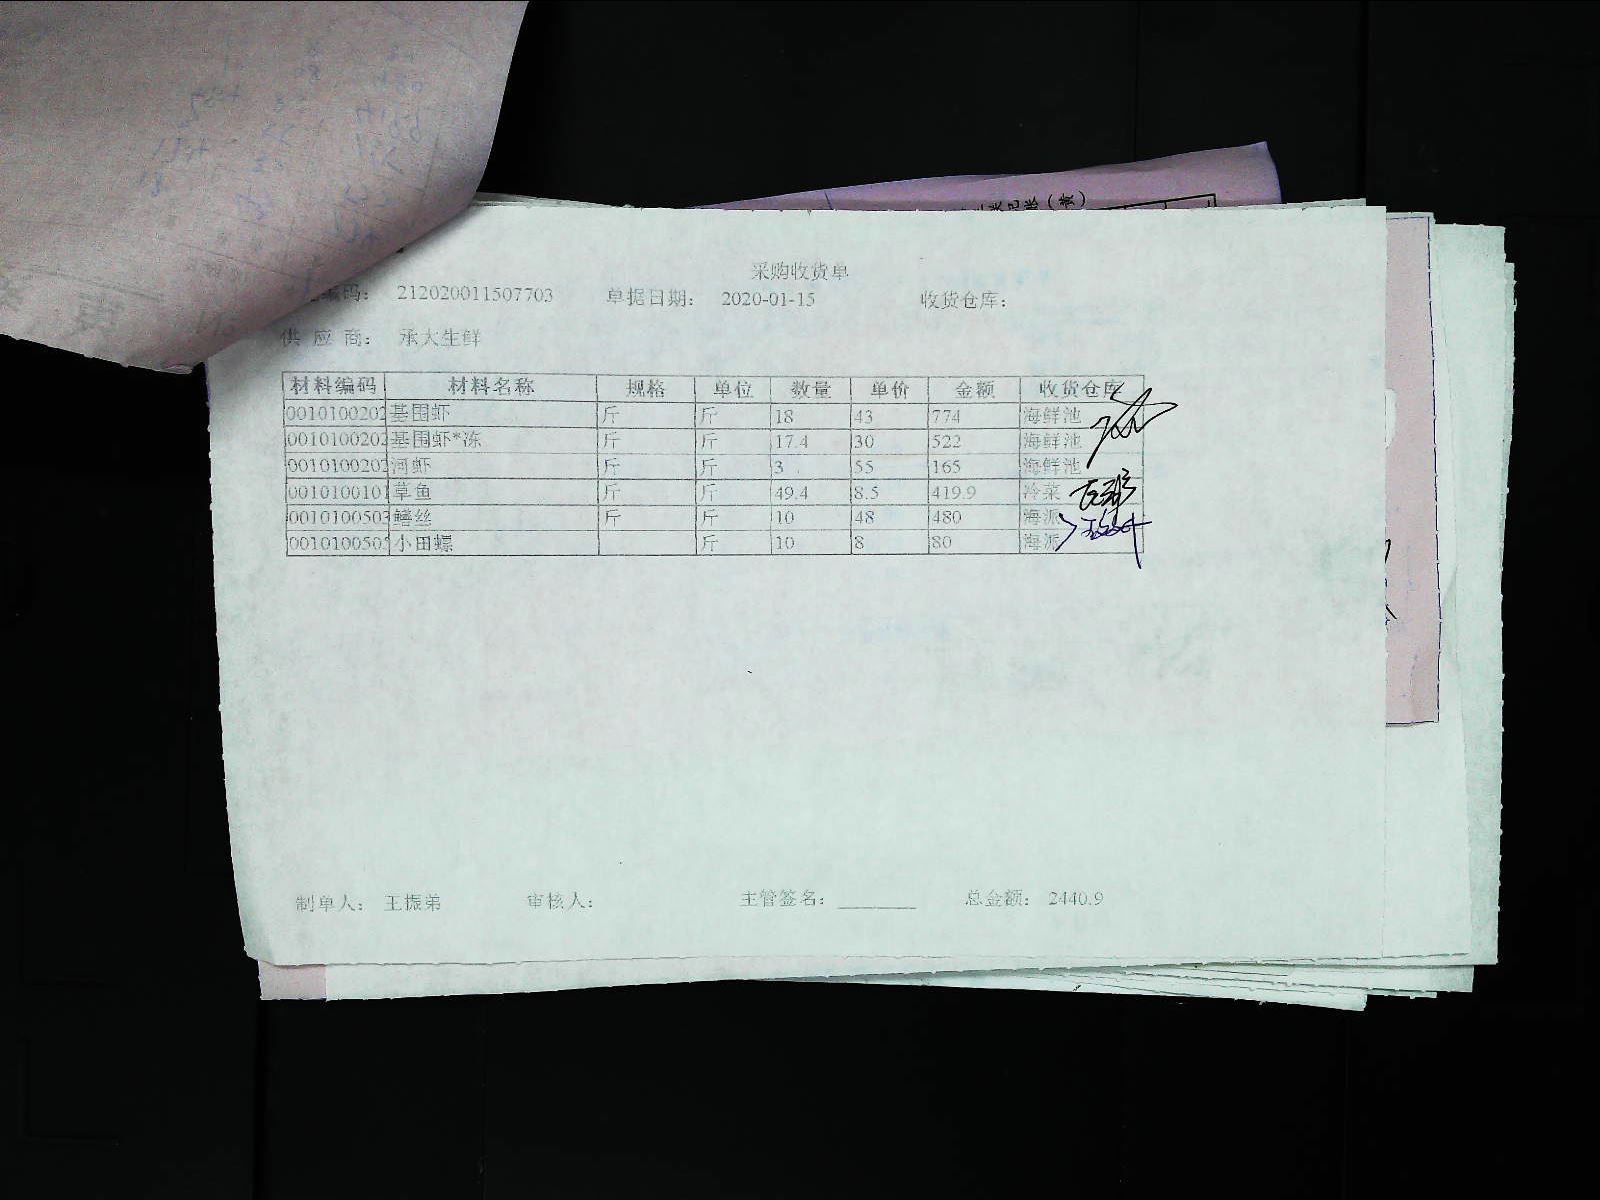 采购收货单
编码： 212020011507703 单据日期： 2020-01-15 收货仓库：
供 应 商： 承大生鲜
材料编码 材料名称 规格 单位 数量 单价 金额 收货仓库
0010100202 基围虾 斤 斤 18 43 774 海鲜池
0010100202 基围虾*冻 斤 斤 17.4 30 522 海鲜池
0010100202 河虾 斤 斤 3 55 165 海鲜池
0010100101 草鱼 斤 斤 49.4 8.5 419.9 冷菜
0010100503 鳝丝 斤 斤 10 48 480 海派
0010100505 小田螺 斤 10 8 80 海派
制单人： 王振弟 审核人： 主管签名： 总金额： 2440.9